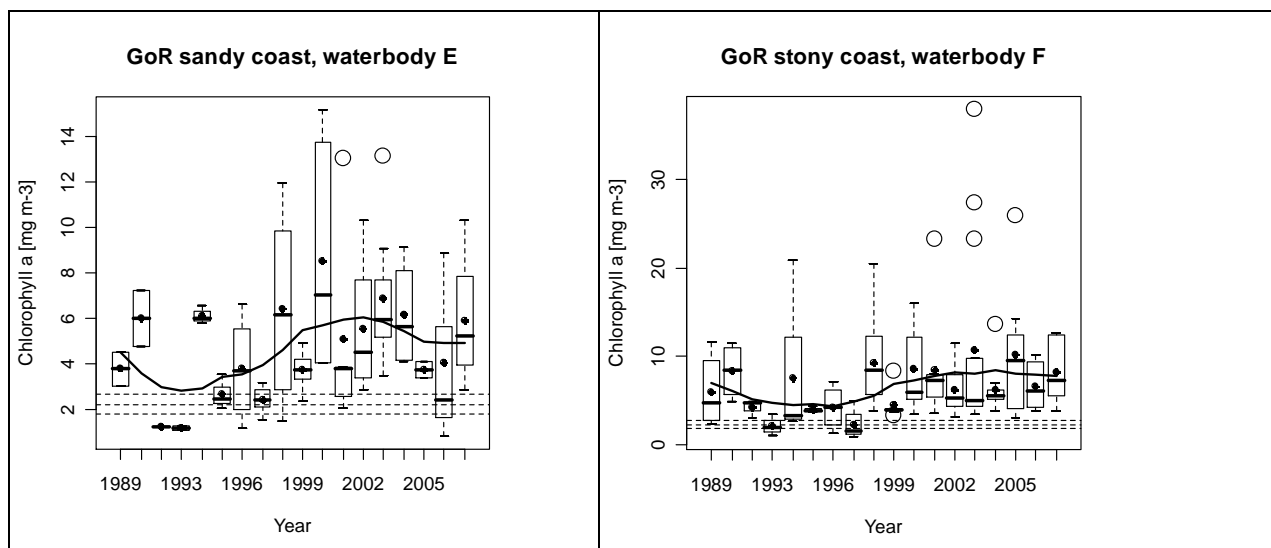 GoR sandy coast, waterbody E
14
12
10
8
6
4
2
Chlorophyll a [mg m-3]
1989 1993 1996 1999 2002 2005
Year
GoR stony coast, waterbody F
30
20
10
0
Chlorophyll a [mg m-3]
1989 1993 1996 1999 2002 2005
Year